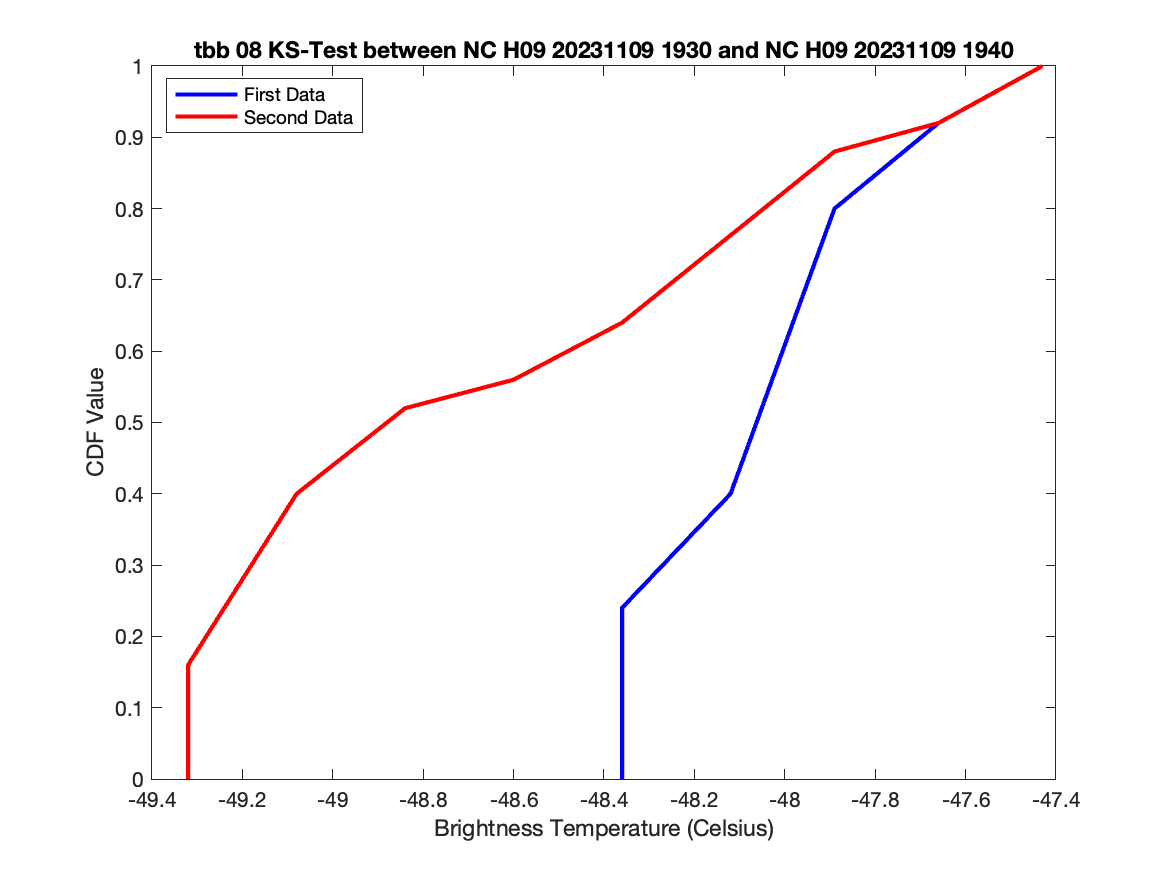 tbb 08 KS-Test between NC H09 20231109 1930 and NC H09 20231109 1940
First Data
Second Data
1
0.9
0.8
0.7
0.6
0.5
0.4
0.3
0.2
0.1
0
CDF Value
-49.4 -49.2 -49 -48.8 -48.6 -48.4 -48.2 -48 -47.8 -47.6 -47.4
Brightness Temperature (Celsius)